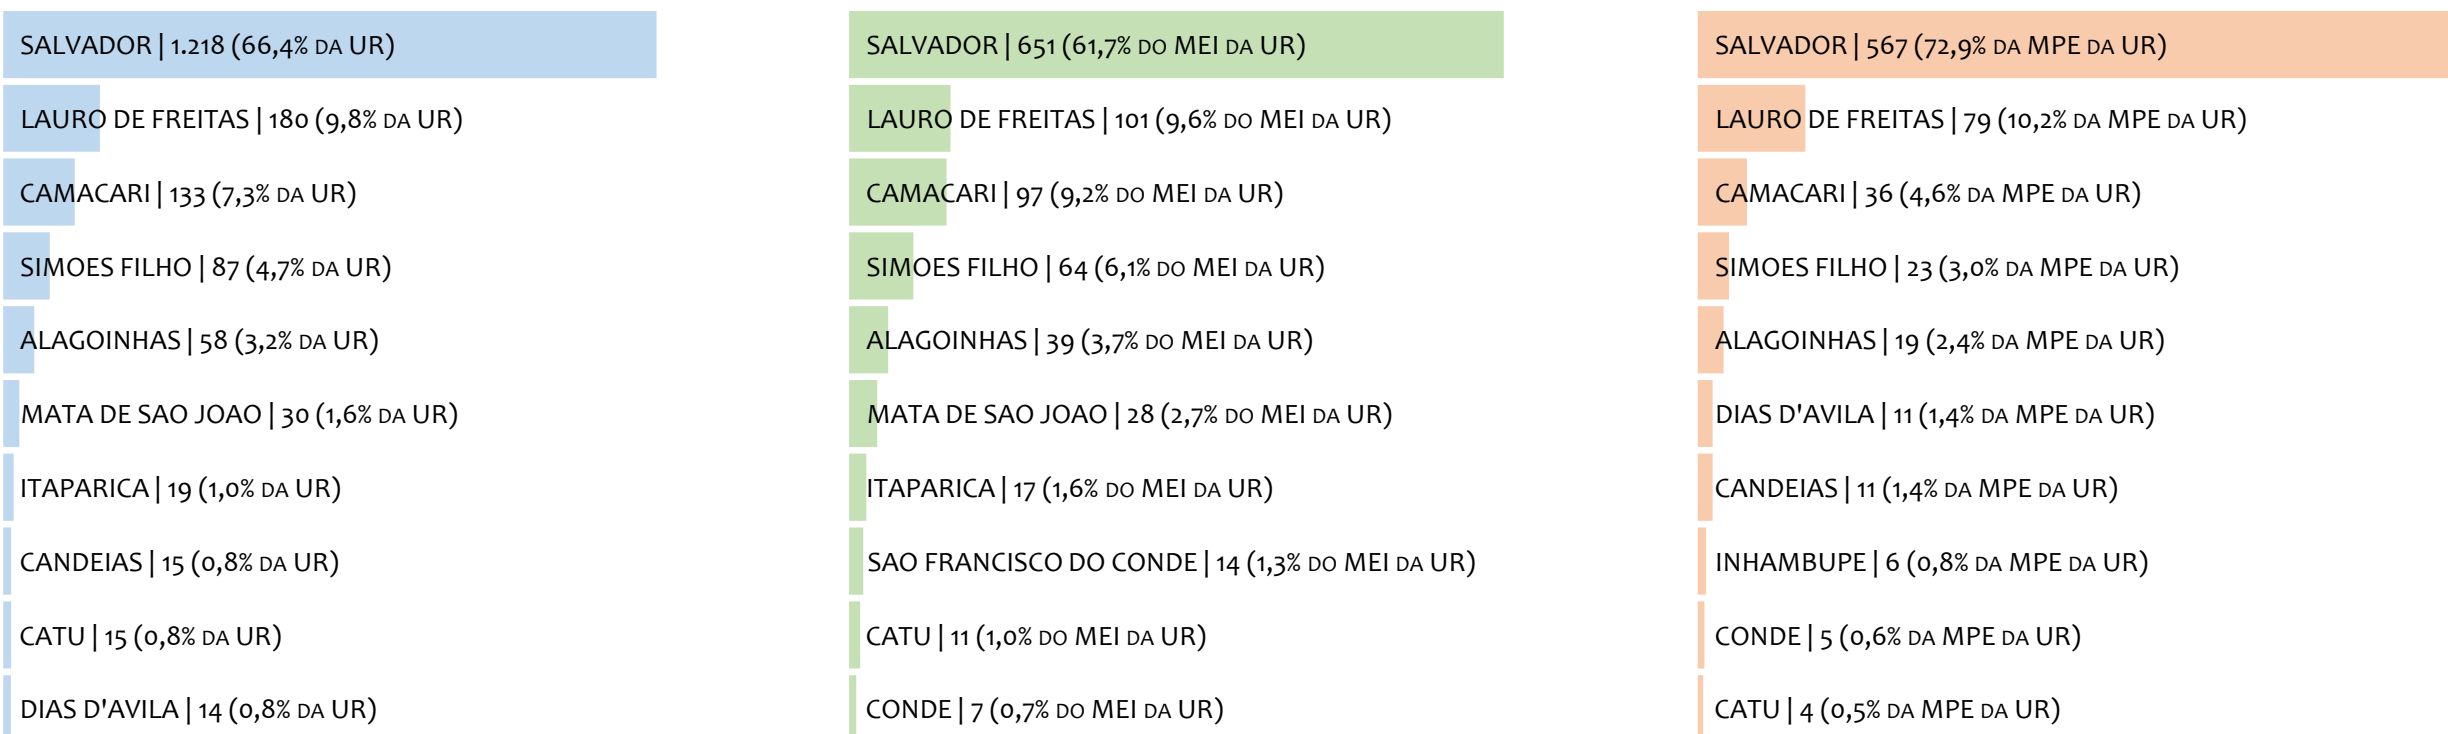 SALVADOR | 1.218 (66,4% DA UR)
LAURO DE FREITAS | 180 (9,8% DA UR)
CAMACARI | 133 (7,3% DA UR)
SIMOES FILHO | 87 (4,7% DA UR)
ALAGOINHAS | 58 (3,2% DA UR)
MATA DE SAO JOAO | 30 (1,6% DA UR)
ITAPARICA | 19 (1,0% DA UR)
CANDEIAS | 15 (0,8% DA UR)
CATU | 15 (0,8% DA UR)
DIAS D'AVILA | 14 (0,8% DA UR)
SALVADOR | 651 (61,7% DO MEI DA UR)
LAURO DE FREITAS | 101 (9,6% DO MEI DA UR)
CAMACARI | 97 (9,2% DO MEI DA UR)
SIMOES FILHO | 64 (6,1% DO MEI DA UR)
ALAGOINHAS | 39 (3,7% DO MEI DA UR)
MATA DE SAO JOAO | 28 (2,7% DO MEI DA UR)
ITAPARICA | 17 (1,6% DO MEI DA UR)
SAO FRANCISCO DO CONDE | 14 (1,3% DO MEI DA UR)
CATU | 11 (1,0% DO MEI DA UR)
CONDE | 7 (0,7% DO MEI DA UR)
SALVADOR | 567 (72,9% DA MPE DA UR)
LAURO DE FREITAS | 79 (10,2% DA MPE DA UR)
CAMACARI | 36 (4,6% DA MPE DA UR)
SIMOES FILHO | 23 (3,0% DA MPE DA UR)
ALAGOINHAS | 19 (2,4% DA MPE DA UR)
DIAS D'AVILA | 11 (1,4% DA MPE DA UR)
CANDEIAS | 11 (1,4% DA MPE DA UR)
INHAMBUPE | 6 (0,8% DA MPE DA UR)
CONDE | 5 (0,6% DA MPE DA UR)
CATU | 4 (0,5% DA MPE DA UR)